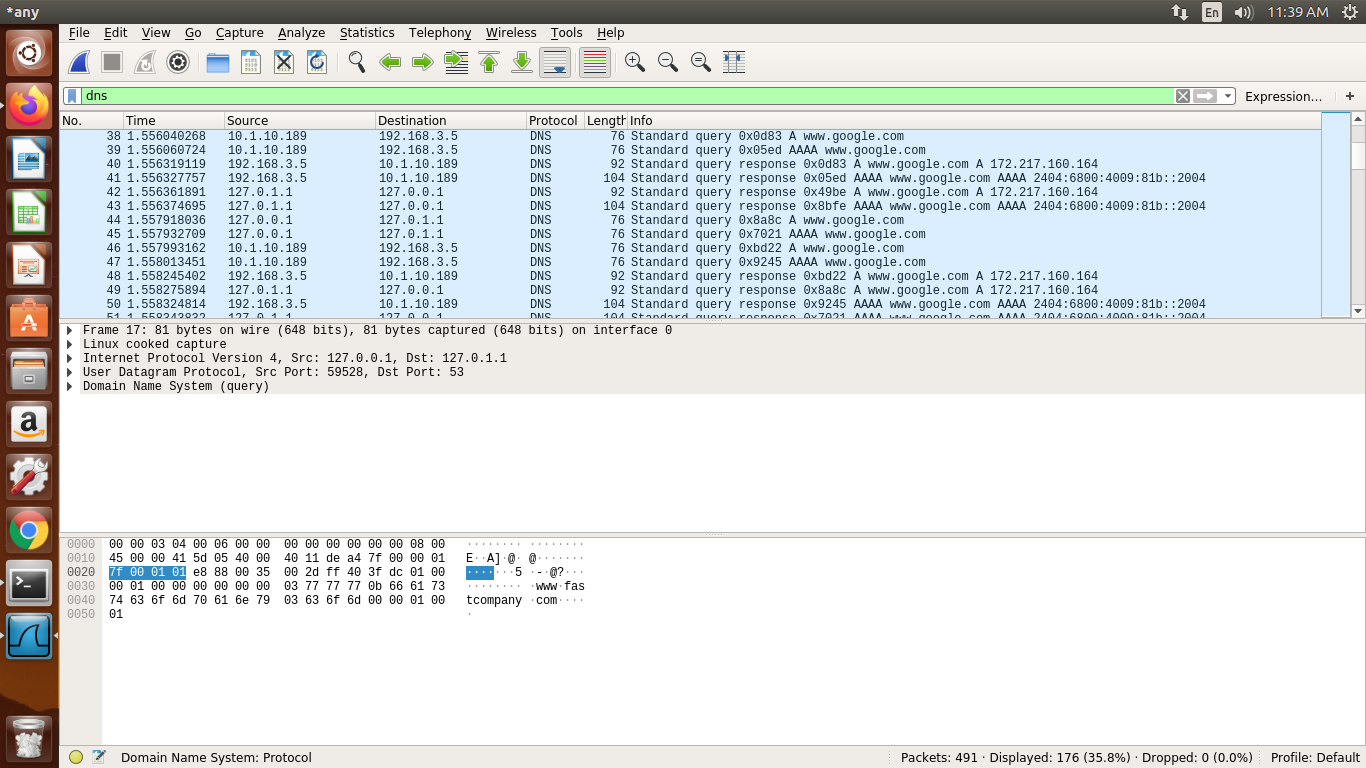 *any
En
11:39 AM
File Edit View Go Capture Analyze Statistics Telephony Wireless Tools Help
dns
Expression…
+
No. Time Source Destination Protocol Length Info
38 1.556040268 10.1.10.189 192.168.3.5 DNS 76 Standard query 0x0d83 A www.google.com
39 1.556060724 10.1.10.189 192.168.3.5 DNS 76 Standard query 0x05ed AAAA www.google.com
40 1.556319119 192.168.3.5 10.1.10.189 DNS 92 Standard query response 0x0d83 A www.google.com A 172.217.160.164
41 1.556327757 192.168.3.5 10.1.10.189 DNS 104 Standard query response 0x05ed AAAA www.google.com AAAA 2404:6800:4009:81b::2004
42 1.556361891 127.0.1.1 127.0.0.1 DNS 92 Standard query response 0x49be A www.google.com A 172.217.160.164
43 1.556374695 127.0.1.1 127.0.0.1 DNS 104 Standard query response 0x8bfe AAAA www.google.com AAAA 2404:6800:4009:81b::2004
44 1.557918036 127.0.0.1 127.0.1.1 DNS 76 Standard query 0x8a8c A www.google.com
45 1.557932709 127.0.0.1 127.0.1.1 DNS 76 Standard query 0x7021 AAAA www.google.com
46 1.557993162 10.1.10.189 192.168.3.5 DNS 76 Standard query 0xbd22 A www.google.com
47 1.558013451 10.1.10.189 192.168.3.5 DNS 76 Standard query 0x9245 AAAA www.google.com
48 1.558245402 192.168.3.5 10.1.10.189 DNS 92 Standard query response 0xbd22 A www.google.com A 172.217.160.164
49 1.558275894 127.0.1.1 127.0.0.1 DNS 92 Standard query response 0x8a8c A www.google.com A 172.217.160.164
50 1.558324814 192.168.3.5 10.1.10.189 DNS 104 Standard query response 0x9245 AAAA www.google.com AAAA 2404:6800:4009:81b::2004
51 1.558343832 127.0.1.1 127.0.0.1 DNS 104 Standard query response 0x7021 AAAA www.google.com AAAA 2404:6800:4009:81b::2004
Frame 17: 81 bytes on wire (648 bits), 81 bytes captured (648 bits) on interface 0
Linux cooked capture
Internet Protocol Version 4, Src: 127.0.0.1, Dst: 127.0.1.1
User Datagram Protocol, Src Port: 59528, Dst Port: 53
Domain Name System (query)
0000 00 00 03 04 00 06 00 00 00 00 00 00 00 00 08 00 ········ ········
0010 45 00 00 41 5d 05 40 00 40 11 de a4 7f 00 00 01 E··A]·@· @·······
0020 7f 00 01 01 e8 88 00 35 00 2d ff 40 3f dc 01 00 ·······5 ·-·@?···
0030 00 01 00 00 00 00 00 00 03 77 77 77 0b 66 61 73 ········ ·www·fas
0040 74 63 6f 6d 70 61 6e 79 03 63 6f 6d 00 00 01 00 tcompany ·com····
0050 01 ·
Domain Name System: Protocol
Packets: 491 · Displayed: 176 (35.8%) · Dropped: 0 (0.0%)
Profile: Default